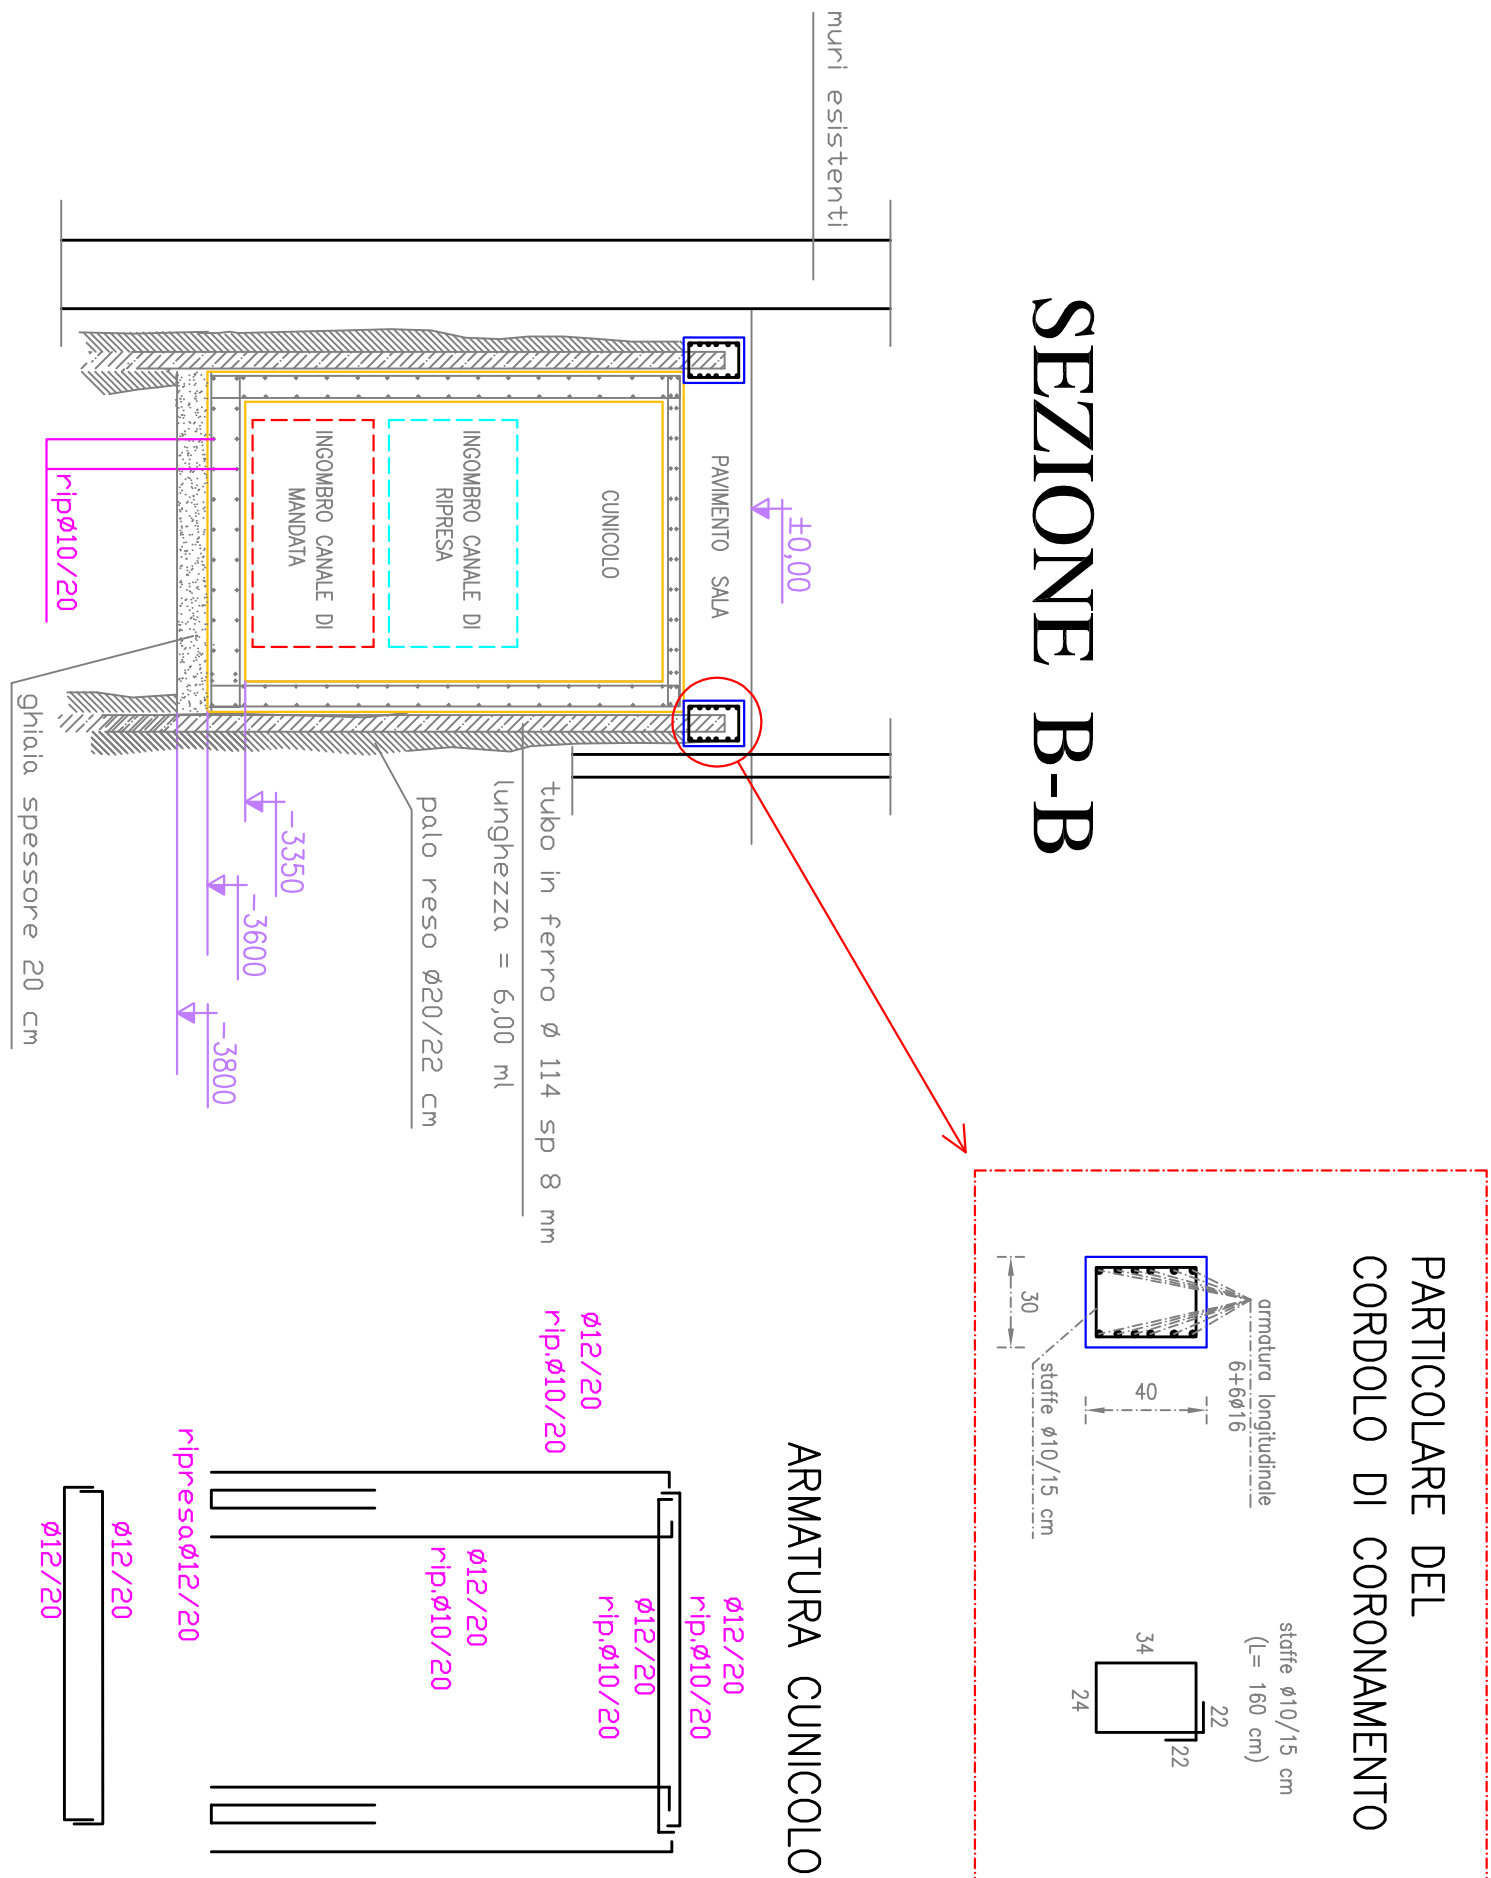 SEZIONE B-B
muri esistenti
±0,00
PAVIMENTO SALA
CUNICOLO
INGOMBRO CANALE DI
RIPRESA
INGOMBRO CANALE DI
MANDATA
ripø10/20
-3350
-3600
-3800
tubo in ferro ø 114 sp 8 mm
lunghezza = 6,00 ml
palo reso ø20/22 cm
ghiaia spessore 20 cm
PARTICOLARE DEL
CORDOLO DI CORONAMENTO
armatura longitudinale
6+6ø16
40
30
staffe ø10/15 cm
staffe ø10/15 cm
(L= 160 cm)
22
22
34
24
ARMATURA CUNICOLO
ø12/20
rip.ø10/20
ø12/20
rip.ø10/20
ø12/20
rip.ø10/20
ø12/20
rip.ø10/20
ripresaø12/20
ø12/20
ø12/20